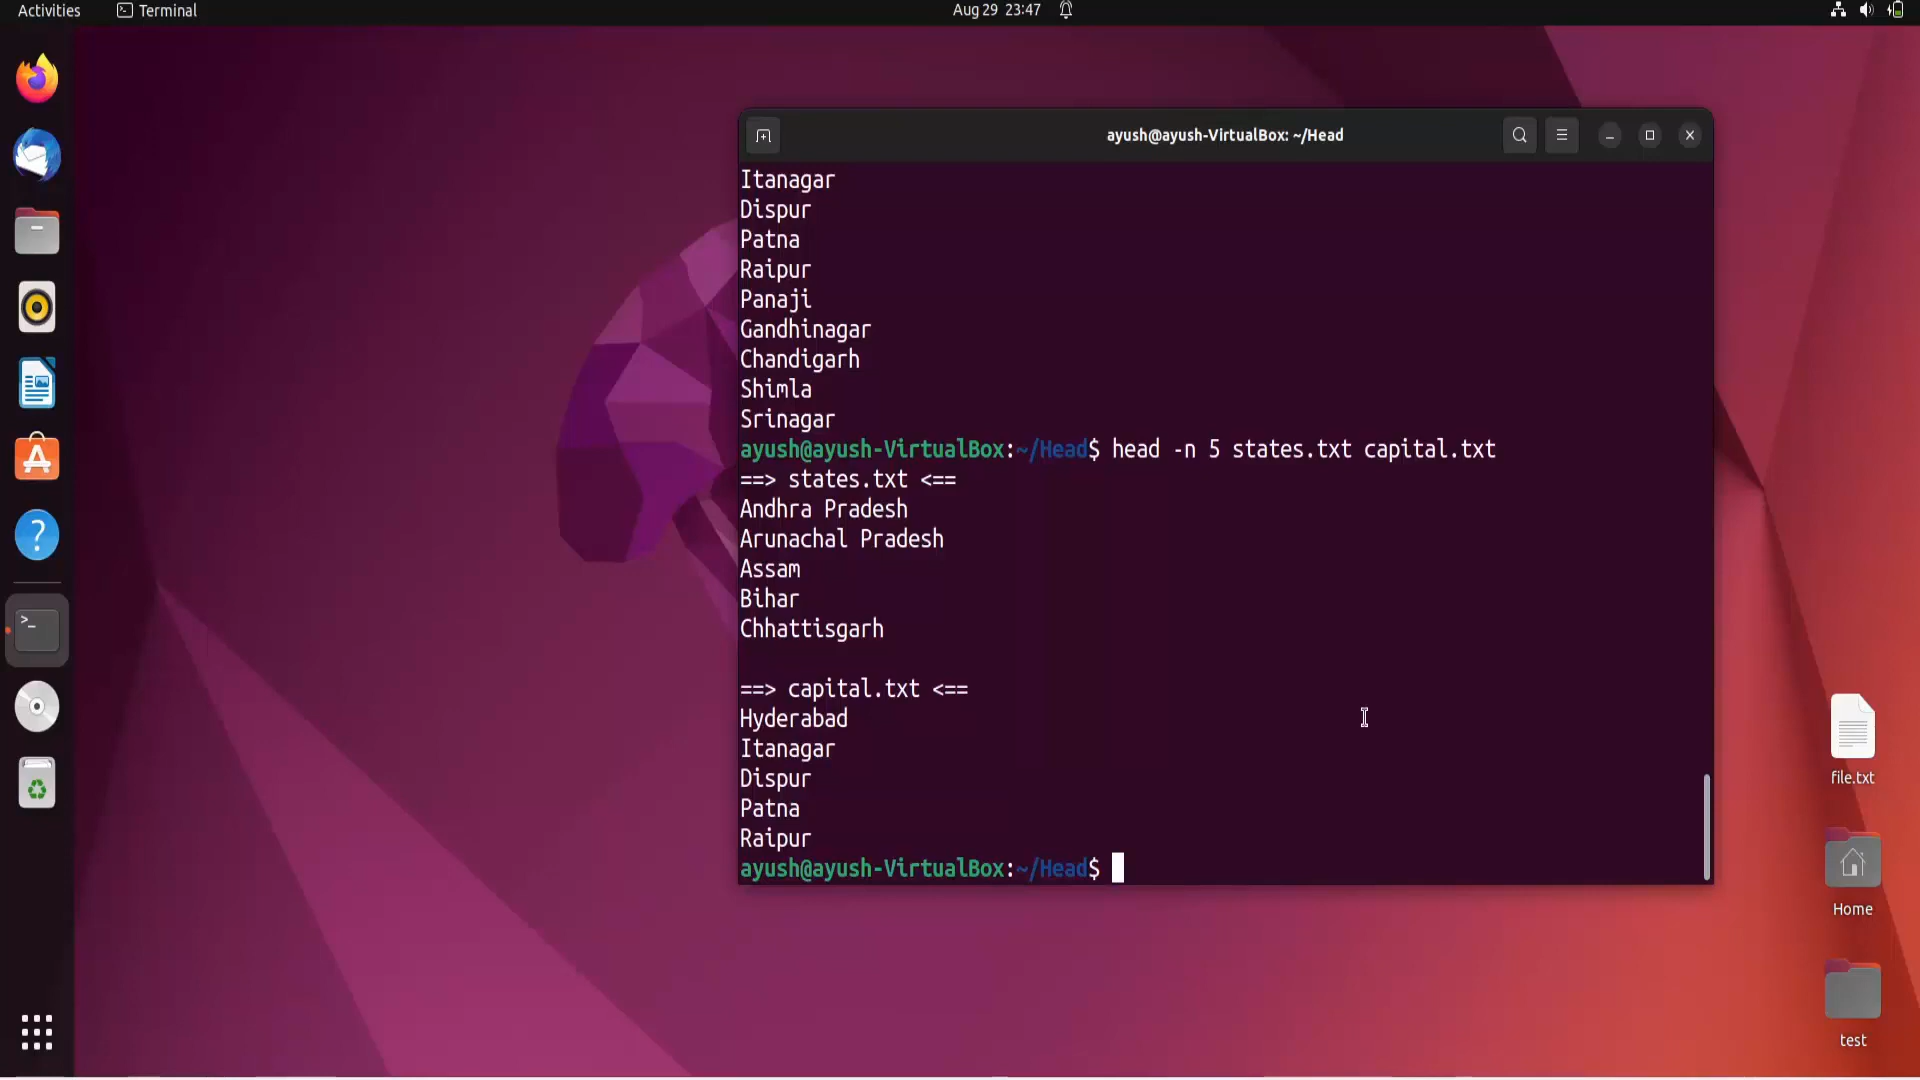 Activities
Terminal
Aug 29 23:47
ayush@ayush-VirtualBox: ~/Head
Itanagar
Dispur
Patna
Raipur
Panaji
Gandhinagar
Chandigarh
Shimla
Srinagar
ayush@ayush-VirtualBox:~/Head$ head -n 5 states.txt capital.txt
==> states.txt <==
Andhra Pradesh
Arunachal Pradesh
Assam
Bihar
Chhattisgarh
==> capital.txt <==
Hyderabad
Itanagar
Dispur
Patna
Raipur
ayush@ayush-VirtualBox:~/Head$
file.txt
Home
test